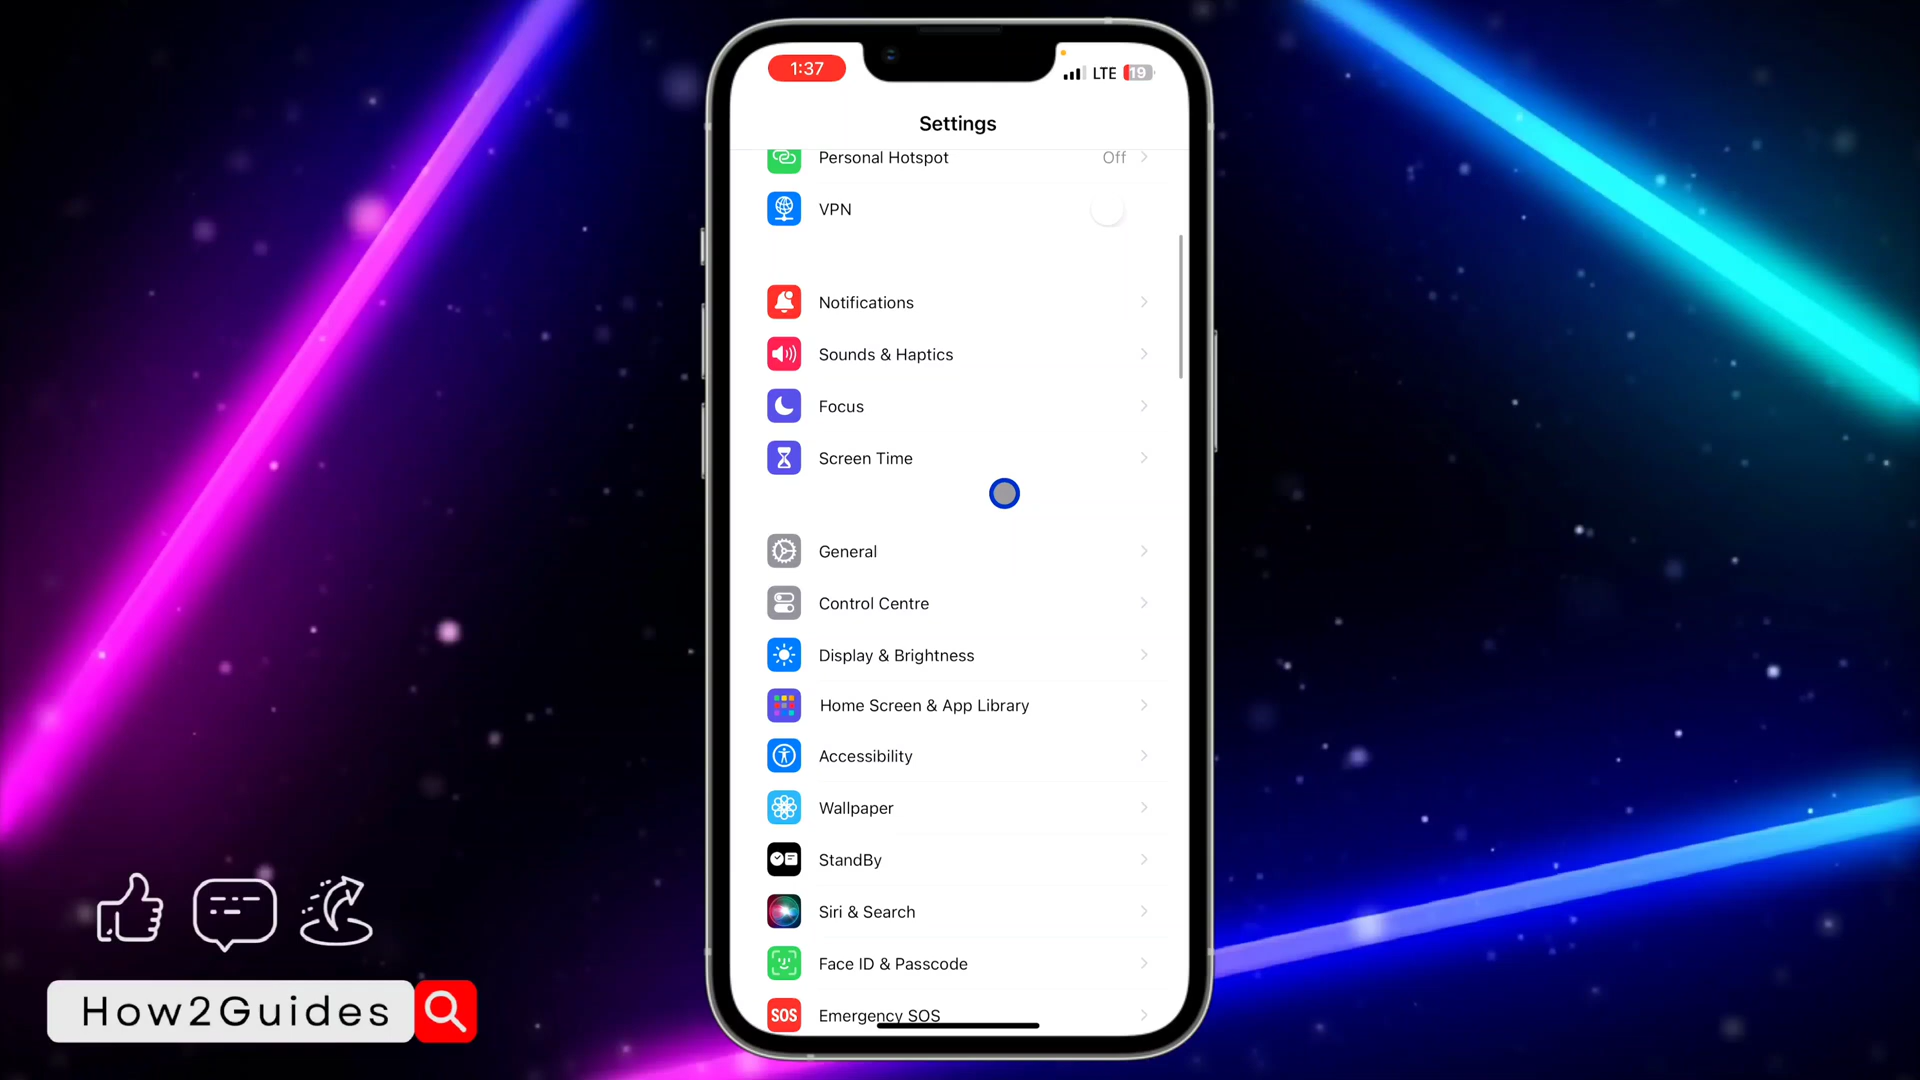 1:37
LTE 19
Settings
Personal Hotspot Off
VPN
Notifications
Sounds & Haptics
Focus
Screen Time
General
Control Centre
Display & Brightness
Home Screen & App Library
Accessibility
Wallpaper
StandBy
Siri & Search
Face ID & Passcode
SOS Emergency SOS
How2Guides